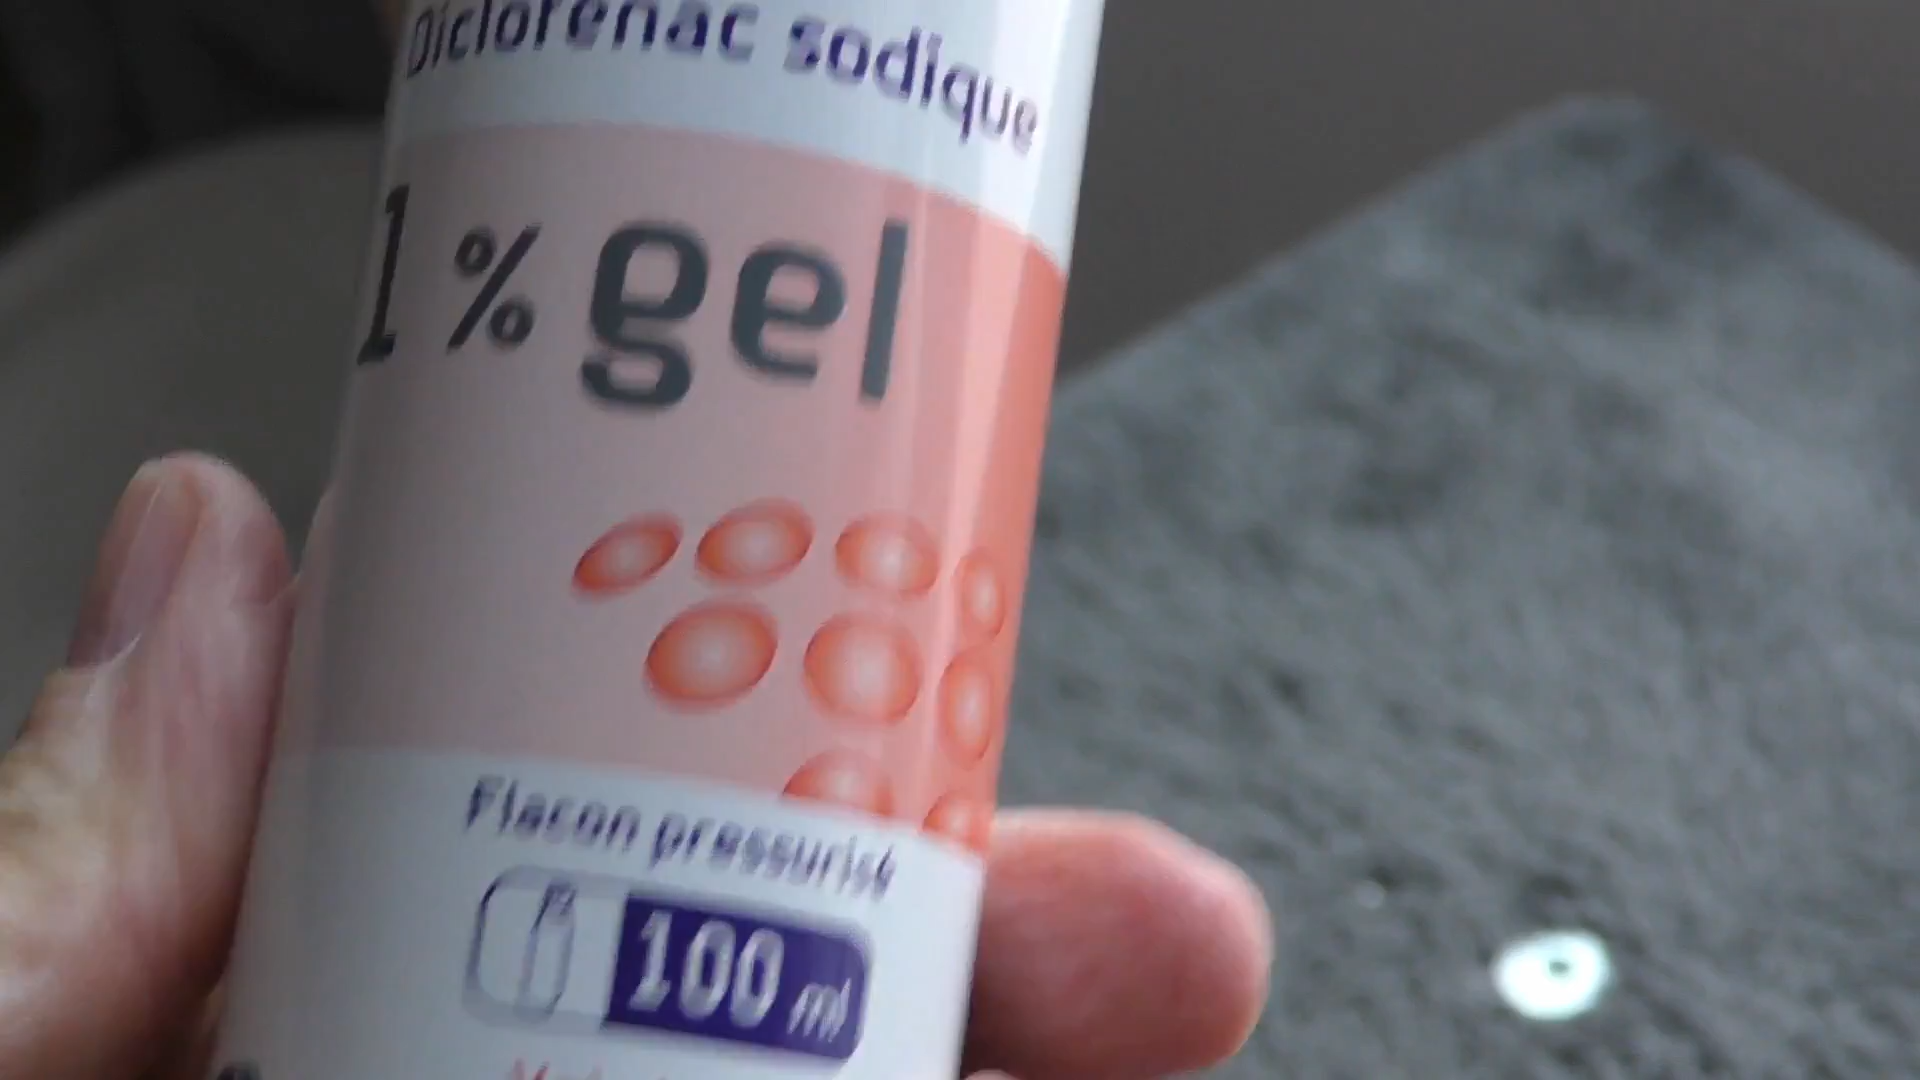 Diclofenac sodique
1 % gel
Flacon pressurisé
100 ml